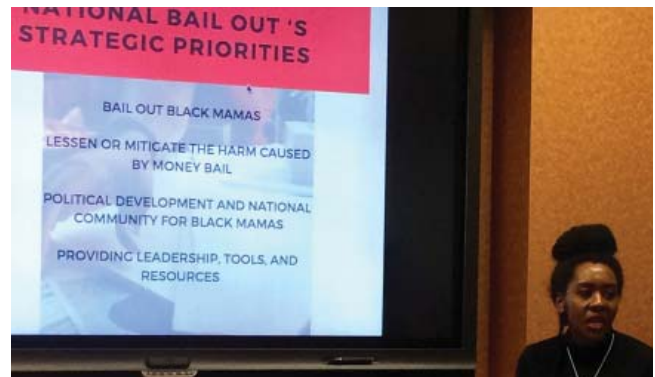 NATIONAL BAIL OUT 'S
STRATEGIC PRIORITIES
BAIL OUT BLACK MAMAS
LESSEN OR MITIGATE THE HARM CAUSED
BY MONEY BAIL
POLITICAL DEVELOPMENT AND NATIONAL
COMMUNITY FOR BLACK MAMAS
PROVIDING LEADERSHIP, TOOLS, AND
RESOURCES